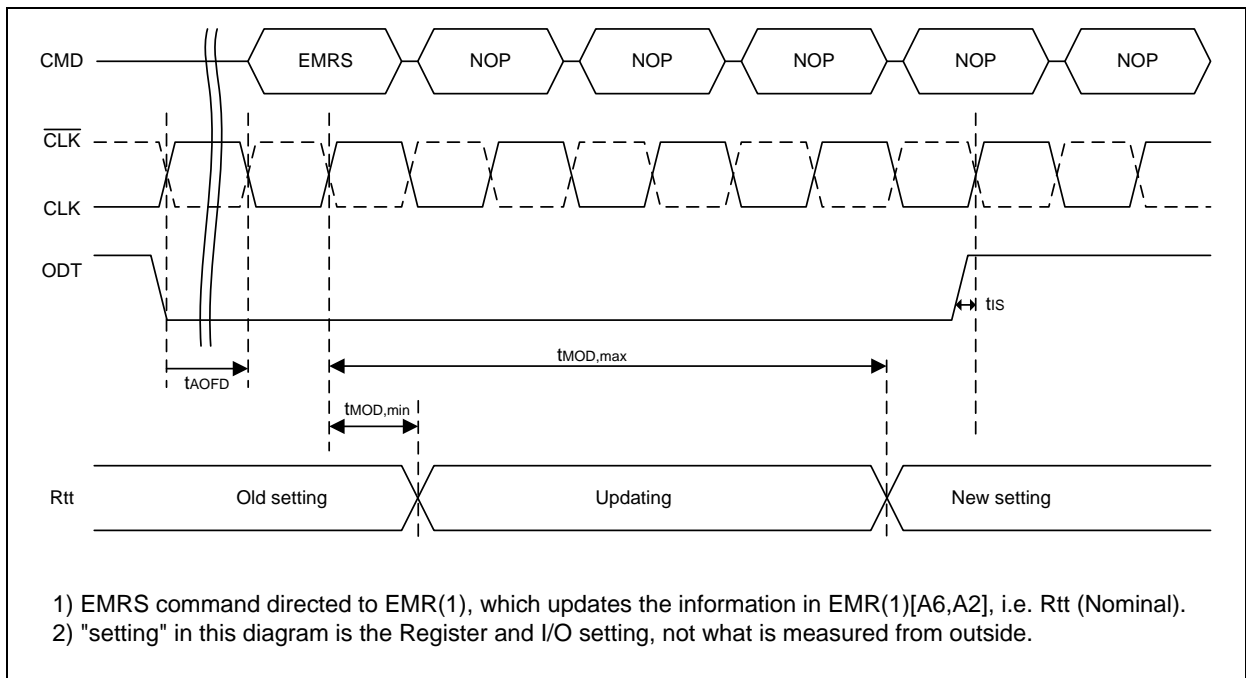 CMD EMRS NOP NOP NOP NOP NOP
CLK
CLK
ODT
tIS
tMOD,max
tAOFD
tMOD,min
Rtt Old setting Updating New setting
1) EMRS command directed to EMR(1), which updates the information in EMR(1)[A6,A2], i.e. Rtt (Nominal).
2) "setting" in this diagram is the Register and I/O setting, not what is measured from outside.